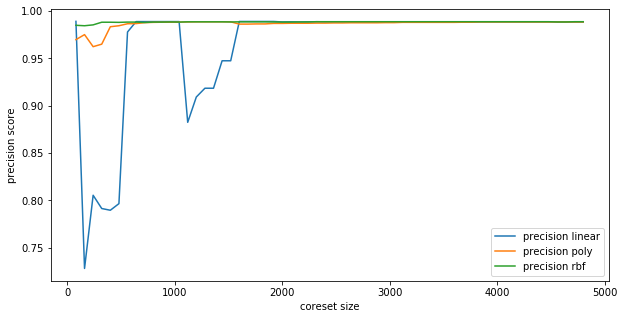 1.00
0.95
0.90
0.85
0.80
0.75
precision score
0
1000
2000
3000
4000
5000
coreset size
precision linear
precision poly
precision rbf